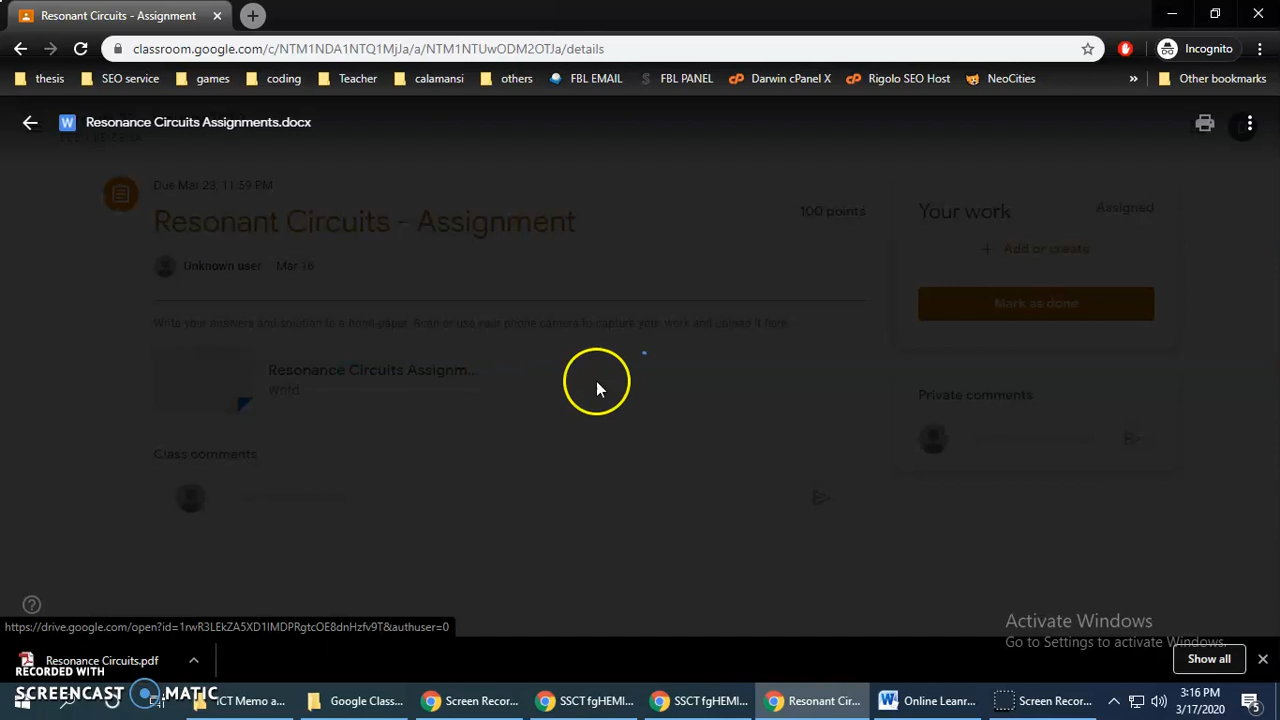 Resonant Circuits - Assignment
classroom.google.com/c/NTM1NDA1NTQ1MjJa/a/NTM1NTUwODM2OTJa/details
Incognito
thesis
SEO service
games
coding
Teacher
calamansi
others
FBL EMAIL
FBL PANEL
Darwin cPanel X
Rigolo SEO Host
NeoCities
»
Other bookmarks
Resonance Circuits Assignments.docx
Due Mar 23, 11:59 PM
Resonant Circuits - Assignment
100 points
Your work
Assigned
+ Add or create
Unknown user
Mar 16
Mark as done
Write your answers and solution to a bond paper. Scan or use your phone camera to capture your work and upload it here.
Resonance Circuits Assignm...
Word
Private comments
Class comments
Activate Windows
Go to Settings to activate Windows.
https://drive.google.com/open?id=1rwR3LEkZA5XD1IMDPRgtcOE8dnHzfv9T&authuser=0
Resonance Circuits.pdf
Show all
RECORDED WITH
SCREENCAST MATIC
ICT Memo a...
Google Class...
Screen Recor...
SSCT fgHEMI...
SSCT fgHEMI...
Resonant Cir...
Online Learn...
Screen Recor...
3:16 PM
3/17/2020
5